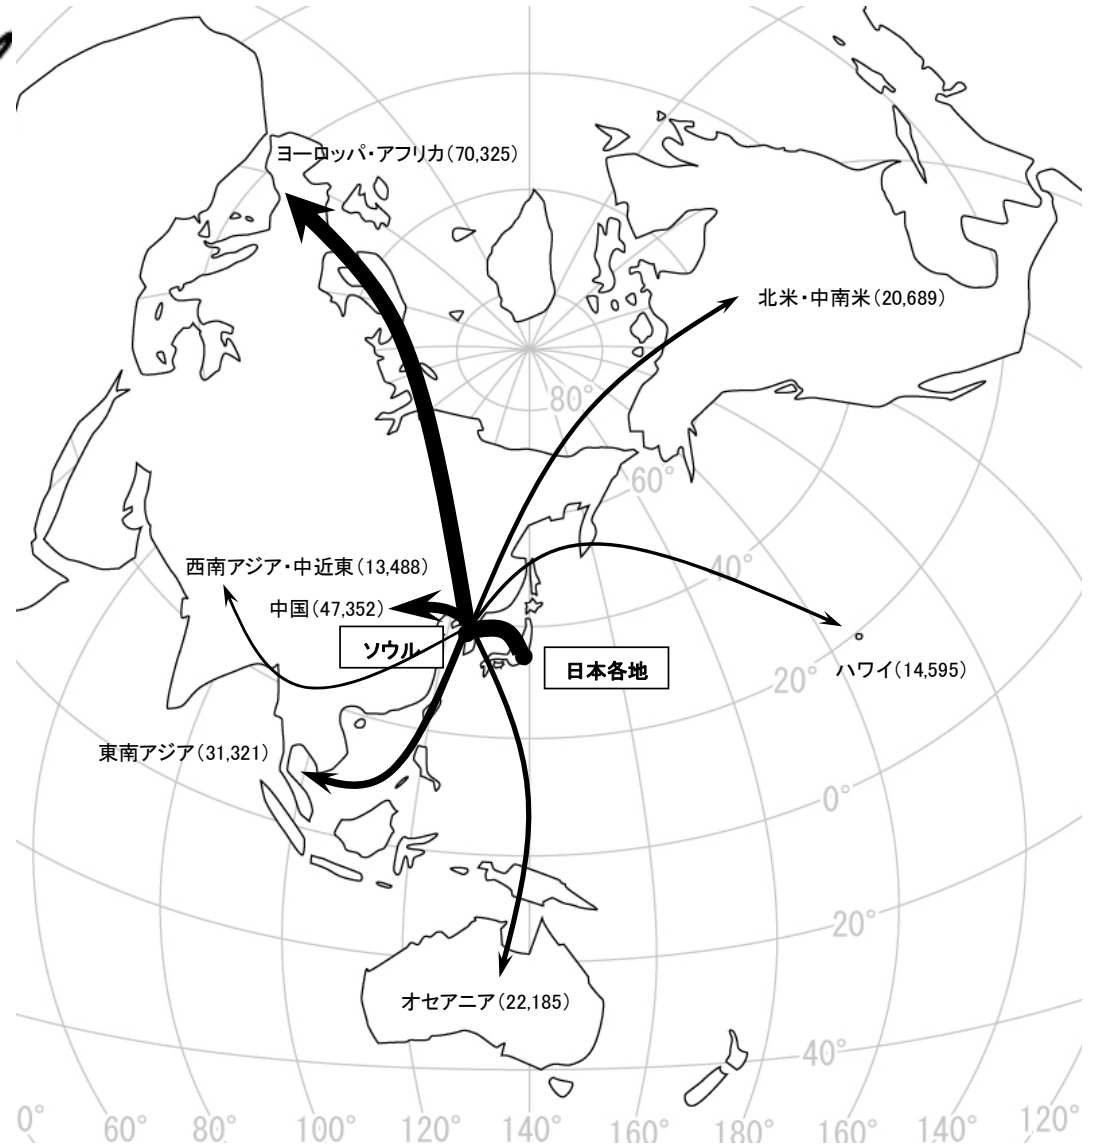 ヨーロッパ・アフリカ(70,325)
北米・中南米(20,689)
80°
60°
西南アジア・中近東(13,488)
40°
中国(47,352)
ソウル
日本各地
ハワイ(14,595)
20°
東南アジア(31,321)
0°
20°
オセアニア(22,185)
40°
0° 60° 80° 100° 120° 140° 160° 180° 160° 140° 120°